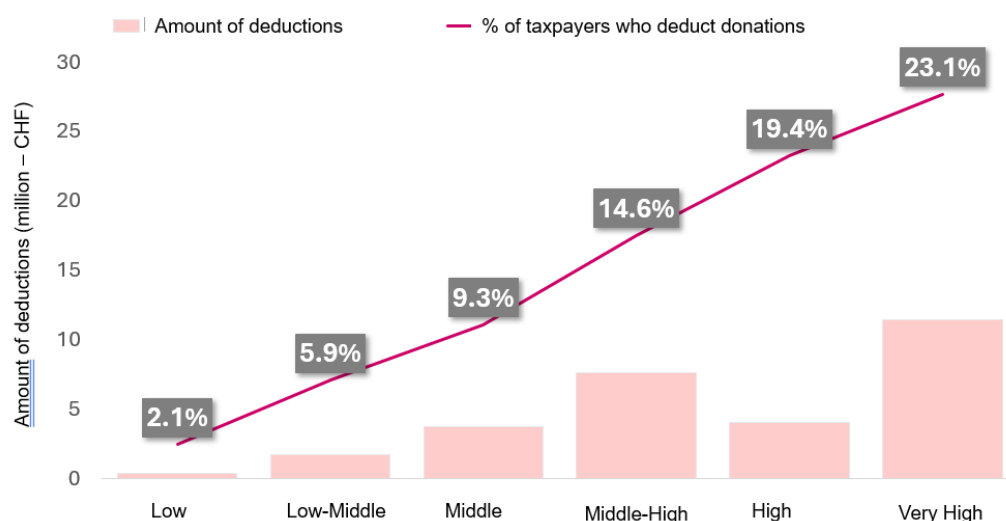 Amount of deductions
% of taxpayers who deduct donations
Amount of deductions (million – CHF)
30
25
20
15
10
5
0
2.1%
5.9%
9.3%
14.6%
19.4%
23.1%
Low
Low-Middle
Middle
Middle-High
High
Very High